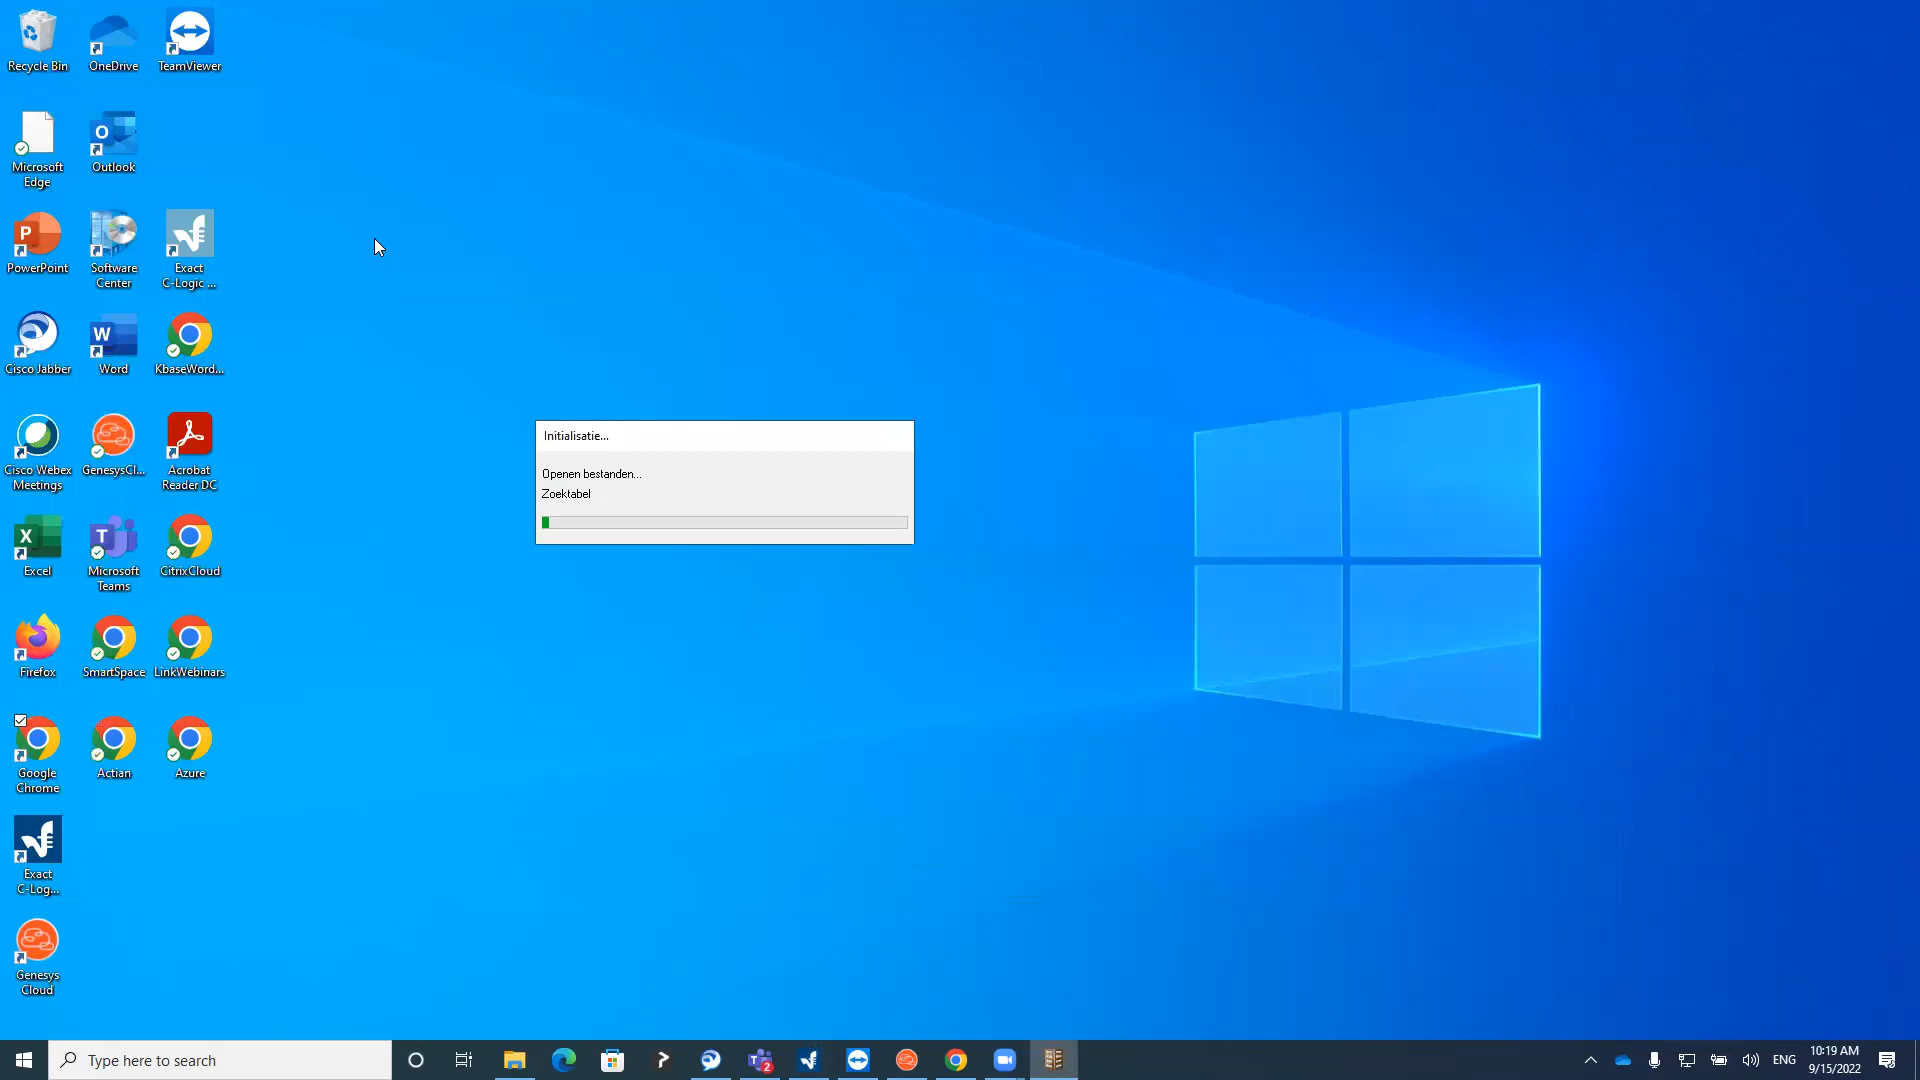 Recycle Bin
OneDrive
TeamViewer
Microsoft
Edge
Outlook
PowerPoint
Software
Center
Exact
C-Logic ...
Cisco Jabber
Word
KbaseWord...
Cisco Webex
Meetings
GenesysCl...
Acrobat
Reader DC
Excel
Microsoft
Teams
CitrixCloud
Firefox
SmartSpace
LinkWebinars
Google
Chrome
Actian
Azure
Exact
C-Log...
Genesys
Cloud
Initialisatie...
Openen bestanden...
Zoektabel
Type here to search
2
ENG
10:19 AM
9/15/2022